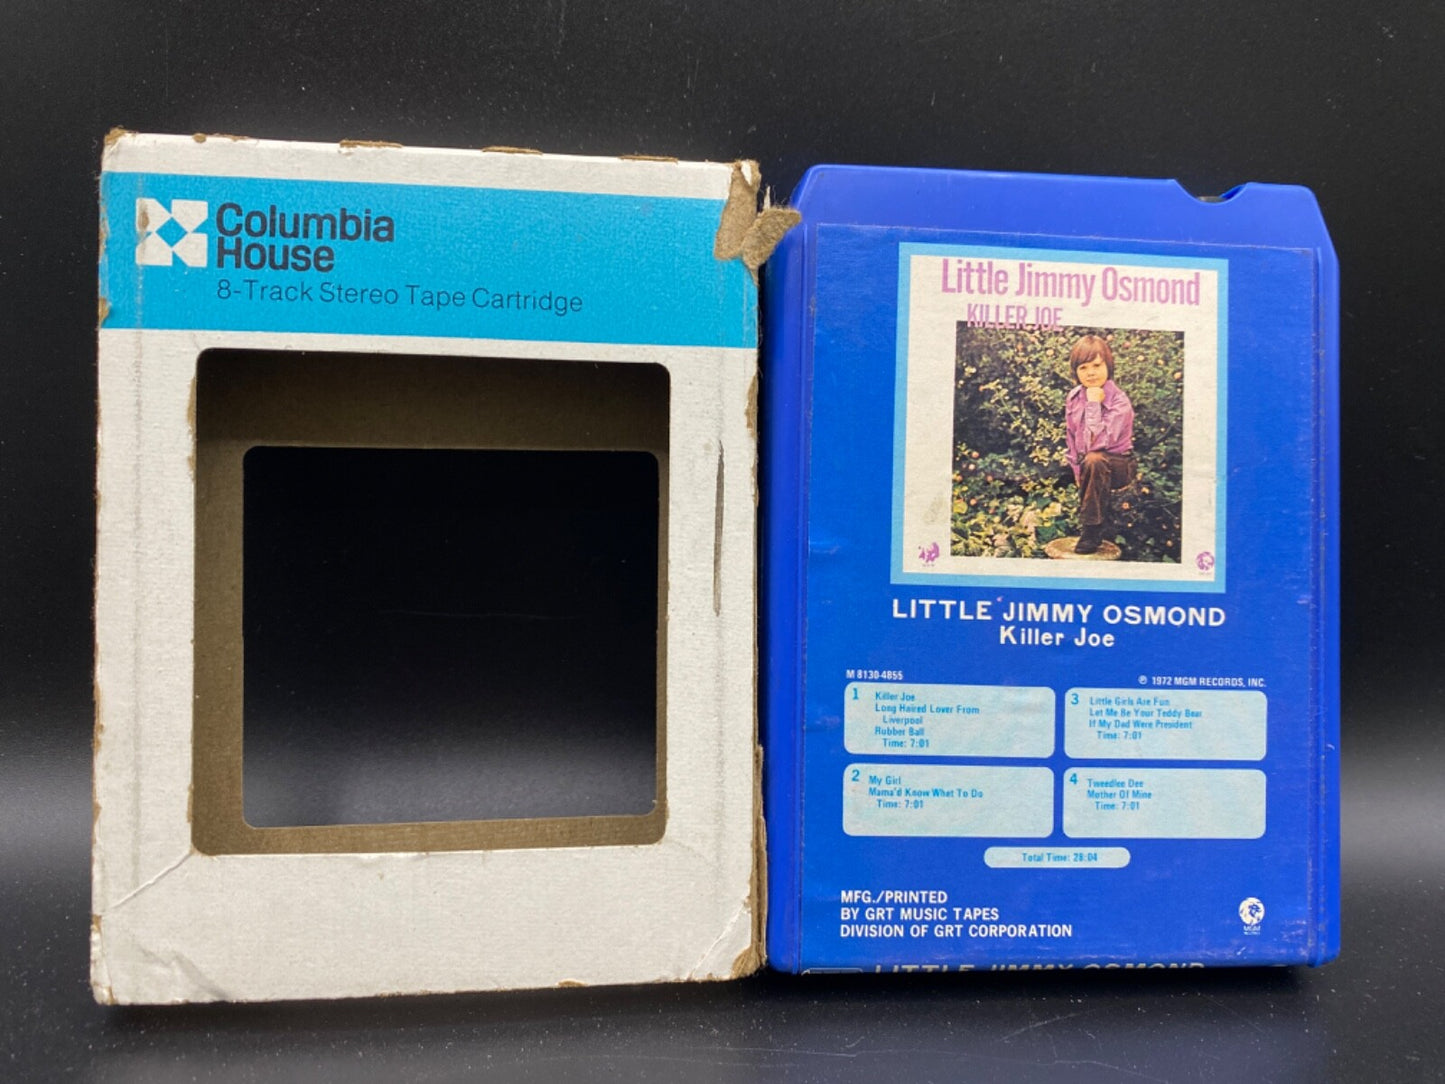 Columbia
House
8-Track Stereo Tape Cartridge
Little Jimmy Osmond
KILLER JOE
LITTLE JIMMY OSMOND
Killer Joe
M 8130-4855
℗ 1972 MGM RECORDS, INC.
1 Killer Joe
Long Haired Lover From
Liverpool
Rubber Ball
Time: 7:01
2 My Girl
Mama'd Know What To Do
Time: 7:01
3 Little Girls Are Fun
Let Me Be Your Teddy Bear
If My Dad Were President
Time: 7:01
4 Tweedlee Dee
Mother Of Mine
Time: 7:01
Total Time: 28:04
MFG./PRINTED
BY GRT MUSIC TAPES
DIVISION OF GRT CORPORATION
MGM
LITTLE JIMMY OSMOND